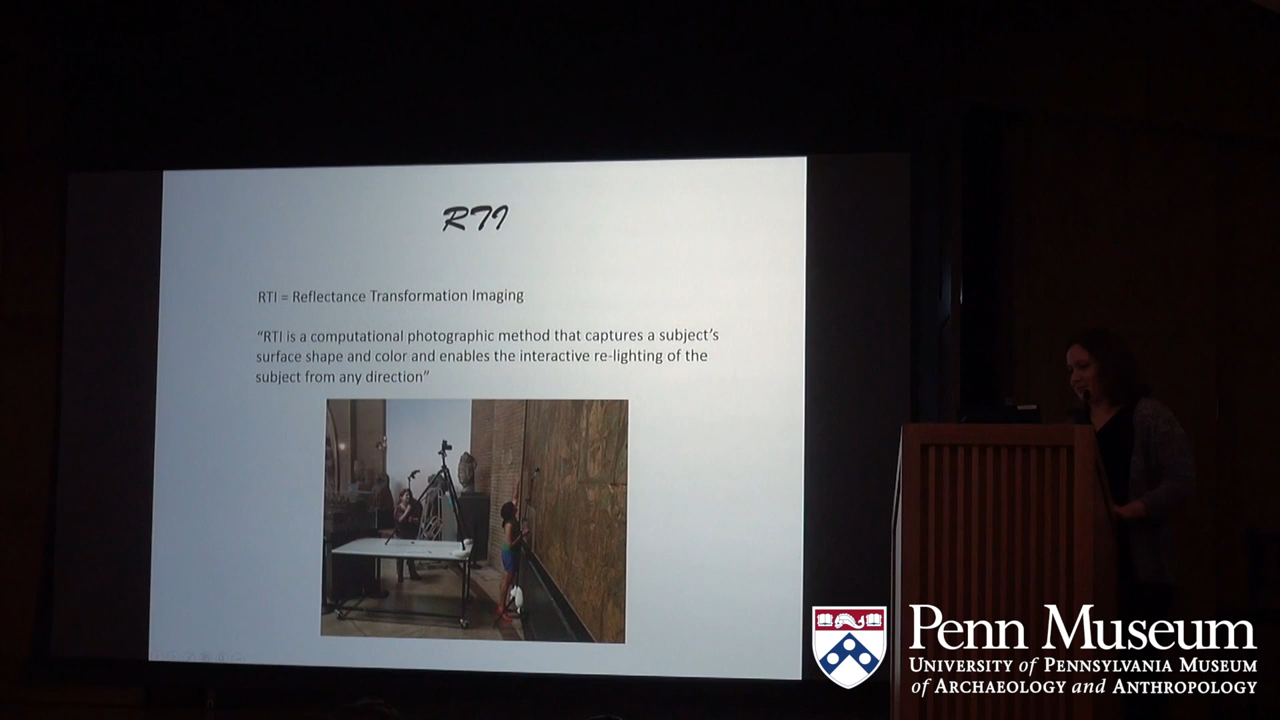 RTI
RTI = Reflectance Transformation Imaging
“RTI is a computational photographic method that captures a subject’s
surface shape and color and enables the interactive re-lighting of the
subject from any direction”
Penn Museum
University of Pennsylvania Museum
of Archaeology and Anthropology